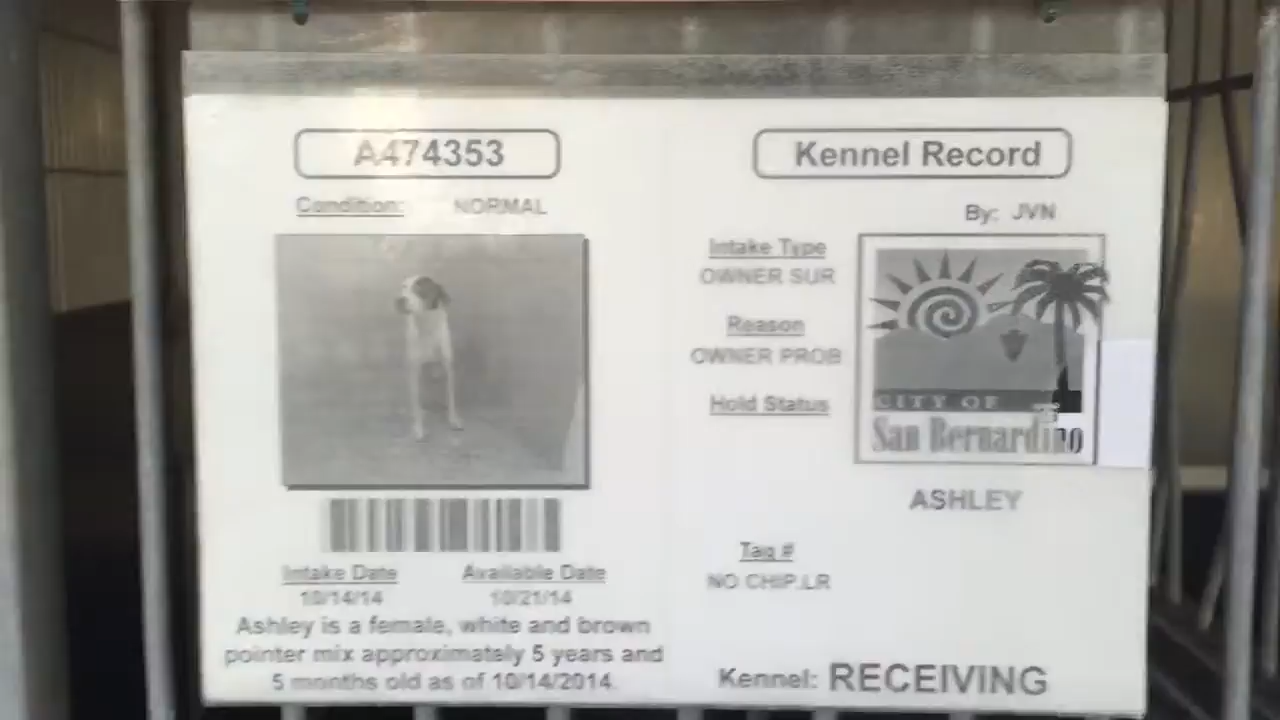 A474353
Condition: NORMAL
Intake Date Available Date
10/14/14 10/21/14
Ashley is a female, white and brown
pointer mix approximately 5 years and
5 months old as of 10/14/2014.
Kennel Record
By: JVN
Intake Type
OWNER SUR
Reason
OWNER PROB
Hold Status
CITY OF
San Bernardino
ASHLEY
Tag #
NO CHIP.LR
Kennel: RECEIVING